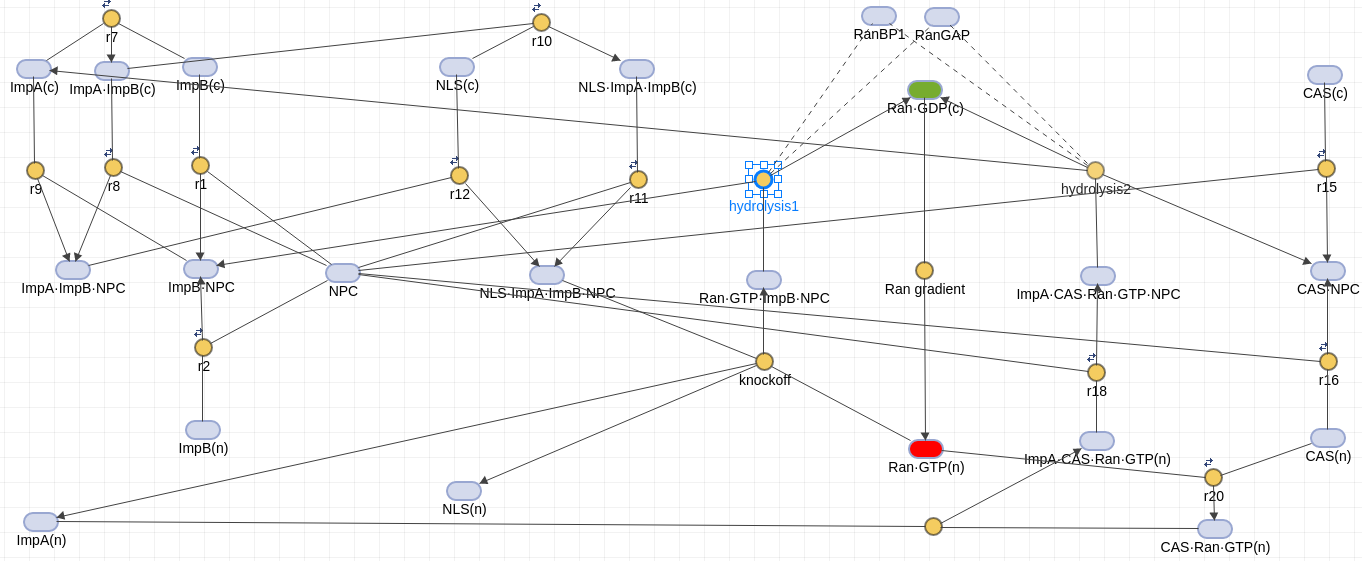 r7
r10
RanBP1
RanGAP
ImpA(c)
ImpA·ImpB(c)
ImpB(c)
NLS(c)
NLS·ImpA·ImpB(c)
Ran·GDP(c)
CAS(c)
r9
r8
r1
r12
r11
hydrolysis1
hydrolysis2
r15
ImpA·ImpB·NPC
ImpB·NPC
NPC
NLS·ImpA·ImpB·NPC
Ran·GTP·ImpB·NPC
Ran gradient
ImpA·CAS·Ran·GTP·NPC
CAS·NPC
r2
knockoff
r18
r16
ImpB(n)
Ran·GTP(n)
ImpA·CAS·Ran·GTP(n)
CAS(n)
r20
NLS(n)
ImpA(n)
CAS·Ran·GTP(n)